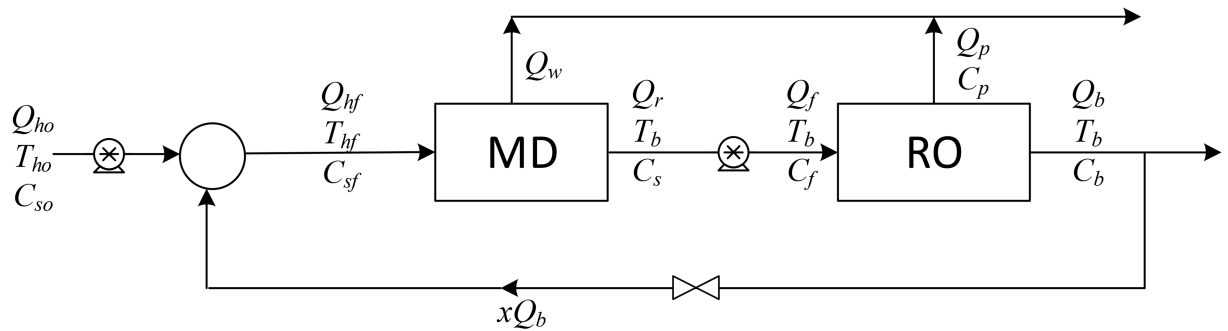 Q_w
Q_p
C_p
Q_ho
T_ho
C_so
Q_hf
T_hf
C_sf
MD
Q_r
T_b
C_s
Q_f
T_b
C_f
RO
Q_b
T_b
C_b
xQ_b